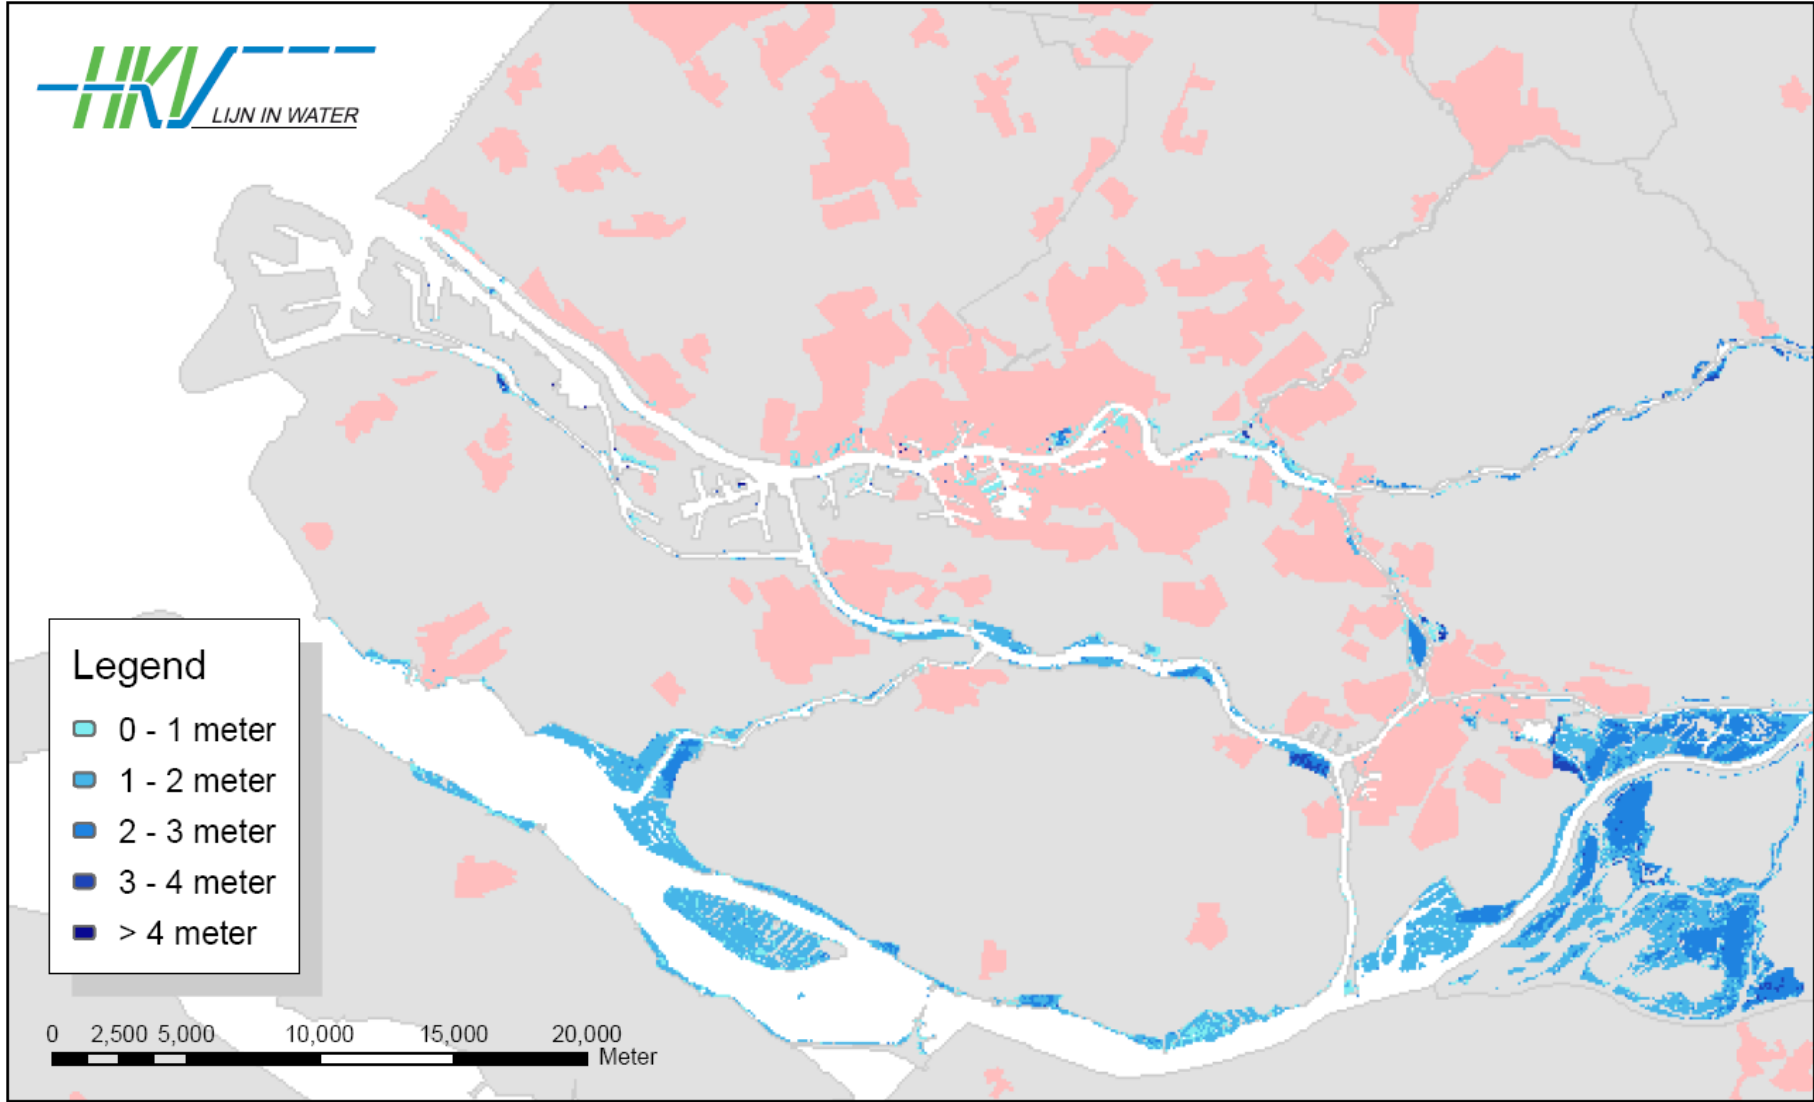 HKV
LIJN IN WATER
Legend
0 - 1 meter
1 - 2 meter
2 - 3 meter
3 - 4 meter
> 4 meter
0 2,500 5,000 10,000 15,000 20,000
Meter